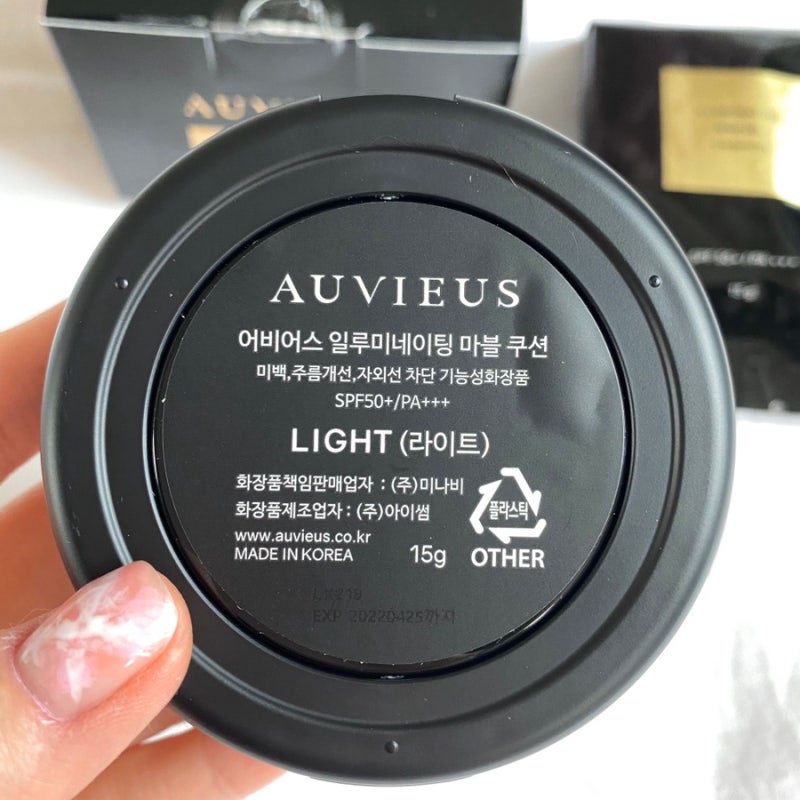 AUVIEUS
AUVIEUS
어비어스 일루미네이팅 마블 쿠션
미백,주름개선,자외선 차단 기능성화장품
SPF50+/PA+++
LIGHT (라이트)
화장품책임판매업자 : (주)미나비
화장품제조업자 : (주)아이썸
www.auvieus.co.kr
MADE IN KOREA
15g
플라스틱
OTHER
EXP 20220425까지